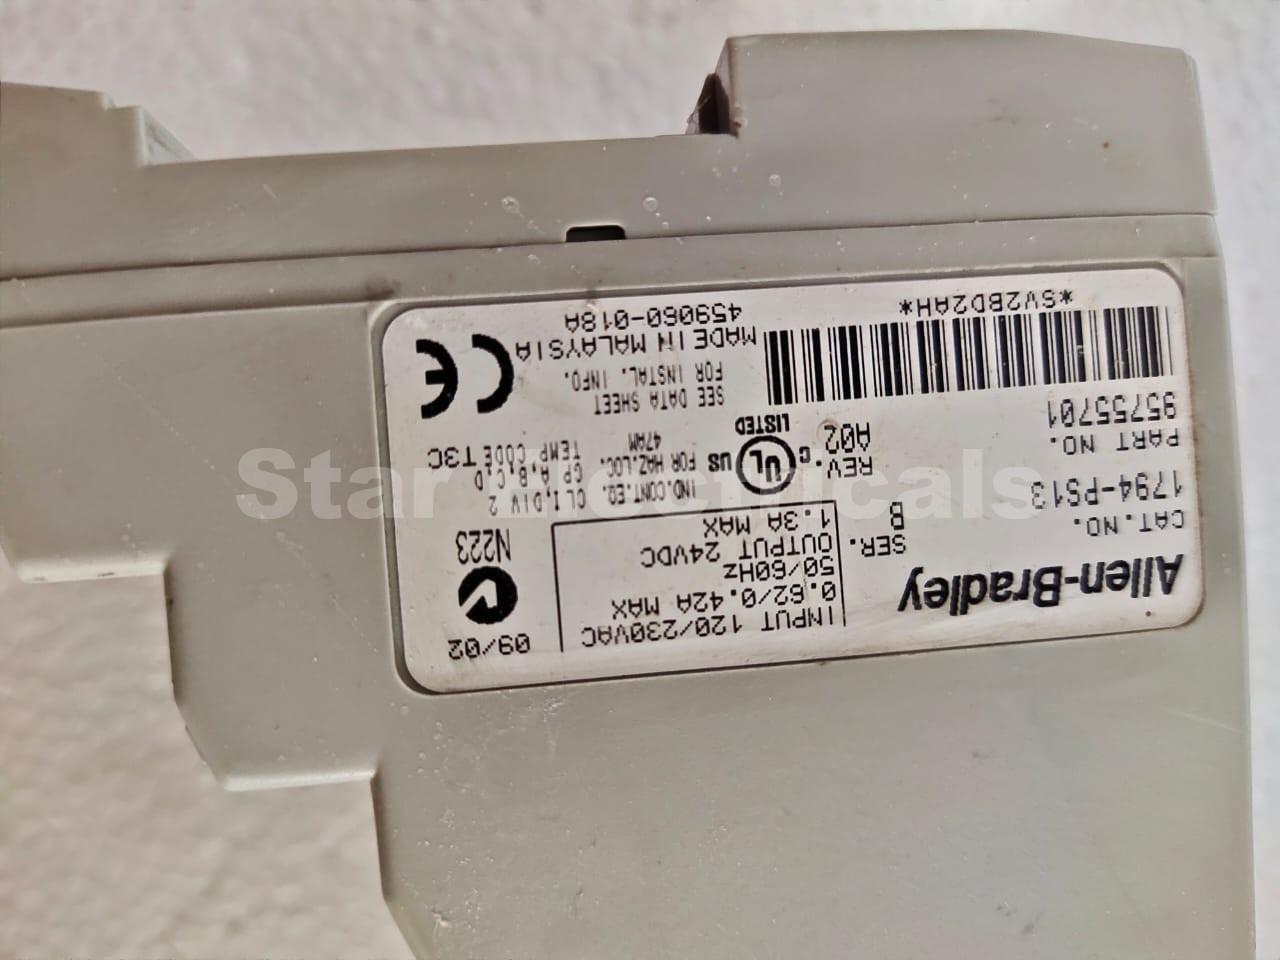 Allen-Bradley
CAT.NO.
1794-PS13
SER.
B
PART NO.
95755701
REV.
A02
*SV2BD2AH*
INPUT 120/230VAC
0.62/0.42A MAX
50/60Hz
OUTPUT 24VDC
1.3A MAX
09/02
N223
C UL US
LISTED
IND.CONT.EQ.
FOR HAZ.LOC.
47AM
CL I,DIV 2
GP A,B,C,D
TEMP CODE T3C
SEE DATA SHEET
FOR INSTAL. INFO.
MADE IN MALAYSIA
459060-018A
CE
Star Electricals